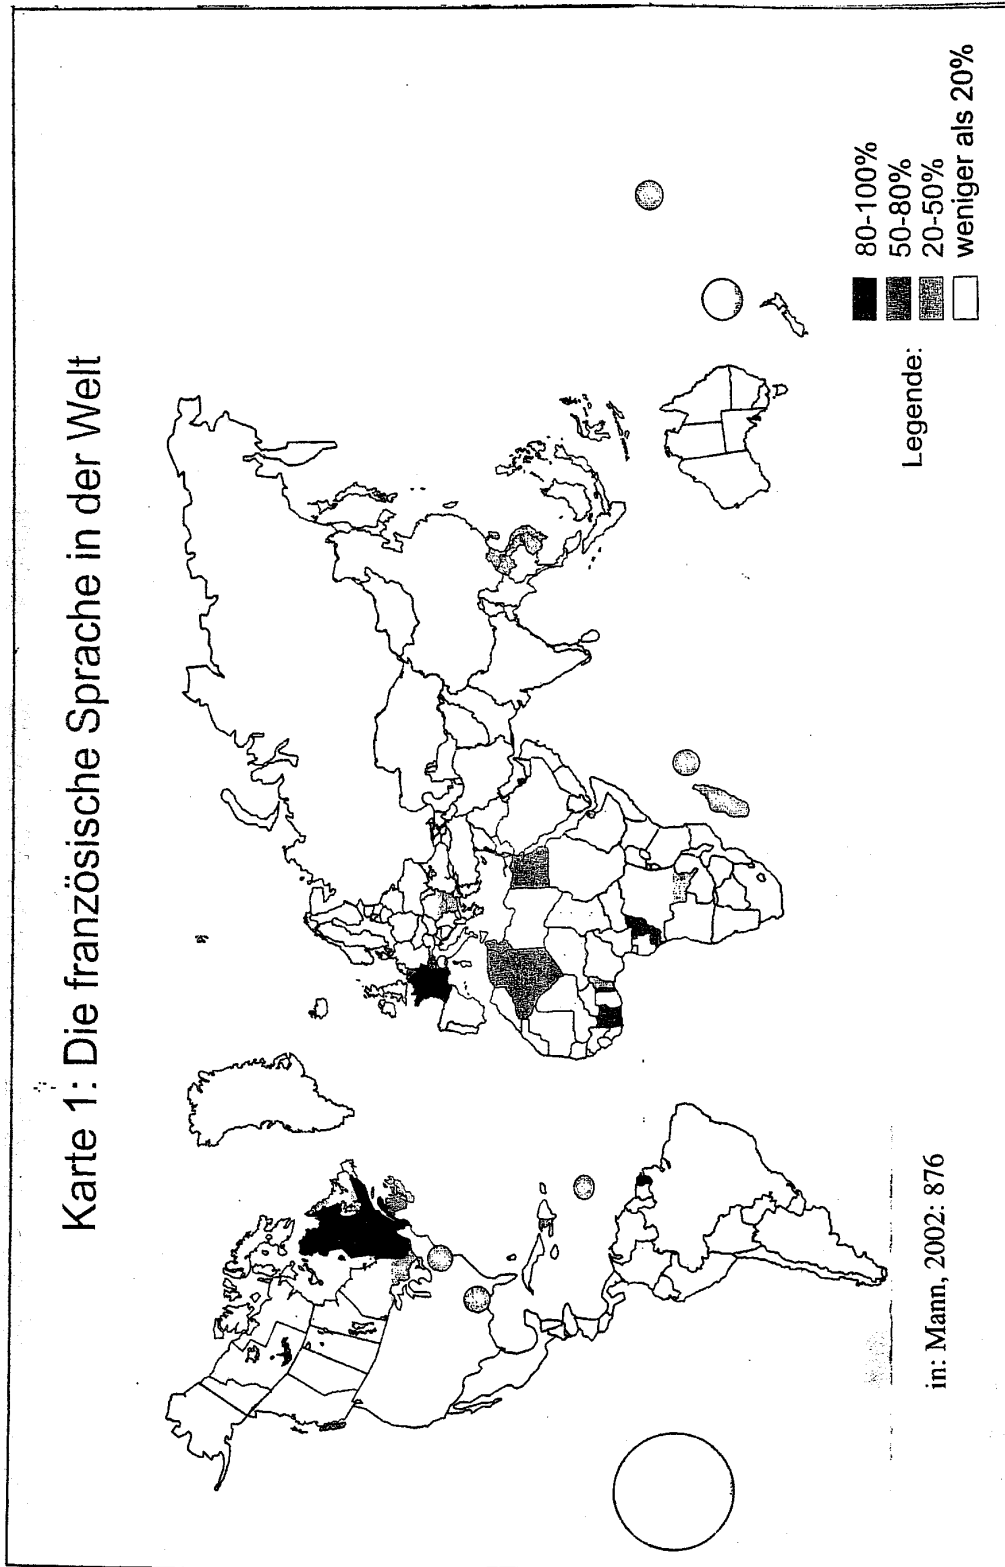 Karte 1: Die französische Sprache in der Welt
Legende:
80-100%
50-80%
20-50%
weniger als 20%
in: Mann, 2002: 876